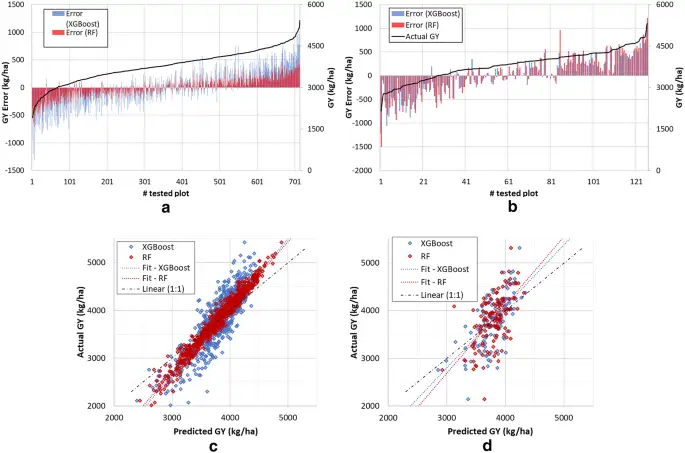 1500
1000
500
0
-500
-1000
-1500
GY Error (kg/ha)
Error
(XGBoost)
Error (RF)
6000
4500
3000
1500
0
GY (kg/ha)
1 101 201 301 401 501 601 701
# tested plot
a
1500
1000
500
0
-500
-1000
-1500
-2000
GY Error (kg/ha)
Error (XGBoost)
Error (RF)
Actual GY
6000
4500
3000
1500
0
GY (kg/ha)
1 21 41 61 81 101 121
# tested plot
b
5000
4000
3000
2000
Actual GY (kg/ha)
XGBoost
RF
Fit - XGBoost
Fit - RF
Linear (1:1)
2000 3000 4000 5000
Predicted GY (kg/ha)
c
5000
4000
3000
2000
Actual GY (kg/ha)
XGBoost
RF
Fit - XGBoost
Fit - RF
Linear (1:1)
2000 3000 4000 5000
Predicted GY (kg/ha)
d